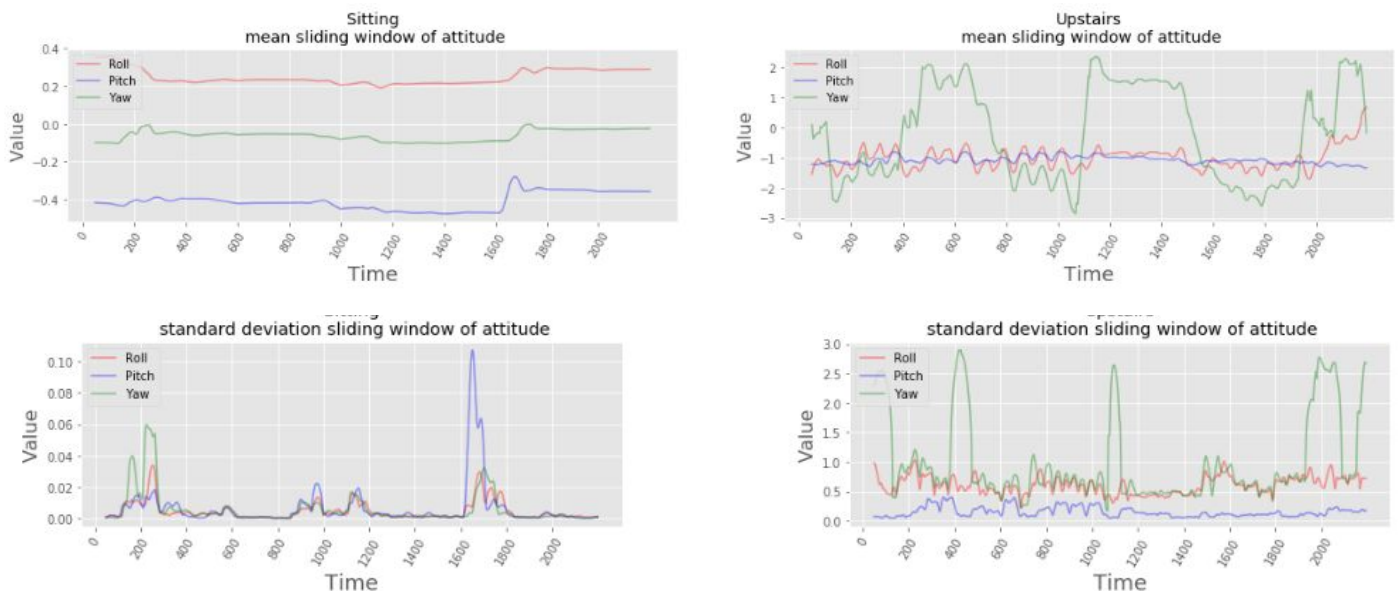 Sitting
mean sliding window of attitude
0.4
0.2
0.0
−0.2
−0.4
Value
Roll
Pitch
Yaw
0
200
400
600
800
1000
1200
1400
1600
1800
2000
Time
Upstairs
mean sliding window of attitude
2
1
0
−1
−2
−3
Value
Roll
Pitch
Yaw
0
200
400
600
800
1000
1200
1400
1600
1800
2000
Time
standard deviation sliding window of attitude
0.10
0.08
0.06
0.04
0.02
0.00
Value
Roll
Pitch
Yaw
0
200
400
600
800
1000
1200
1400
1600
1800
2000
Time
standard deviation sliding window of attitude
3.0
2.5
2.0
1.5
1.0
0.5
0.0
Value
Roll
Pitch
Yaw
0
200
400
600
800
1000
1200
1400
1600
1800
2000
Time